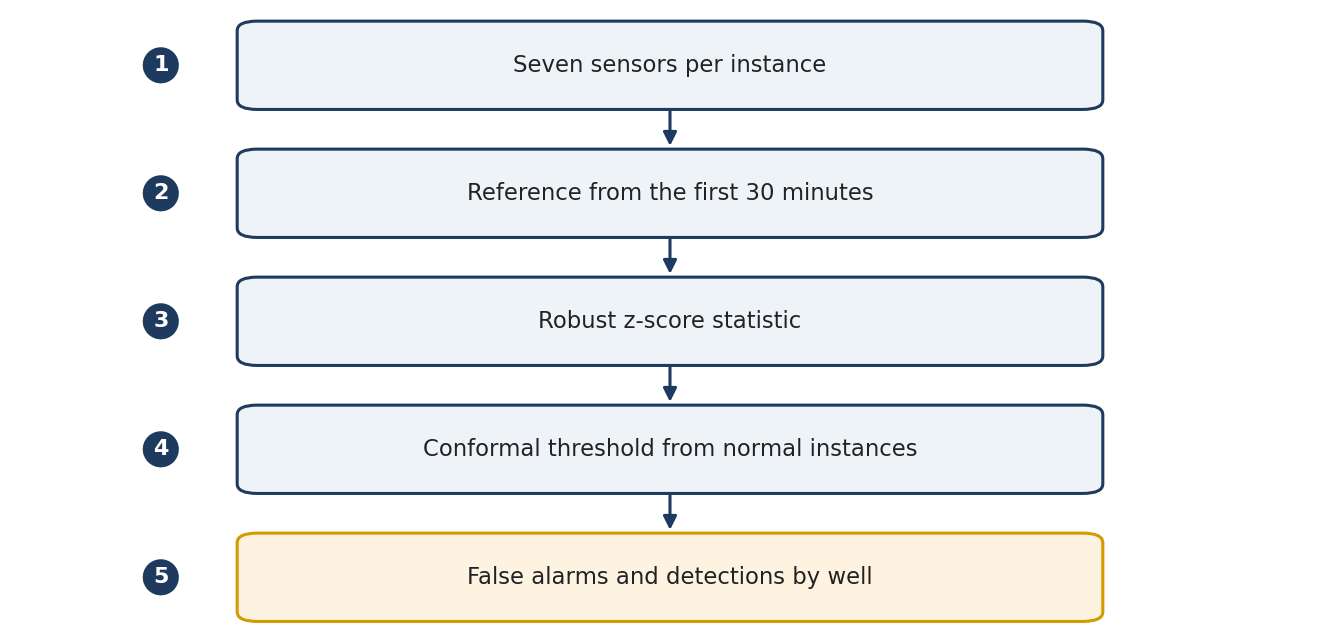 1
Seven sensors per instance
2
Reference from the first 30 minutes
3
Robust z-score statistic
4
Conformal threshold from normal instances
5
False alarms and detections by well